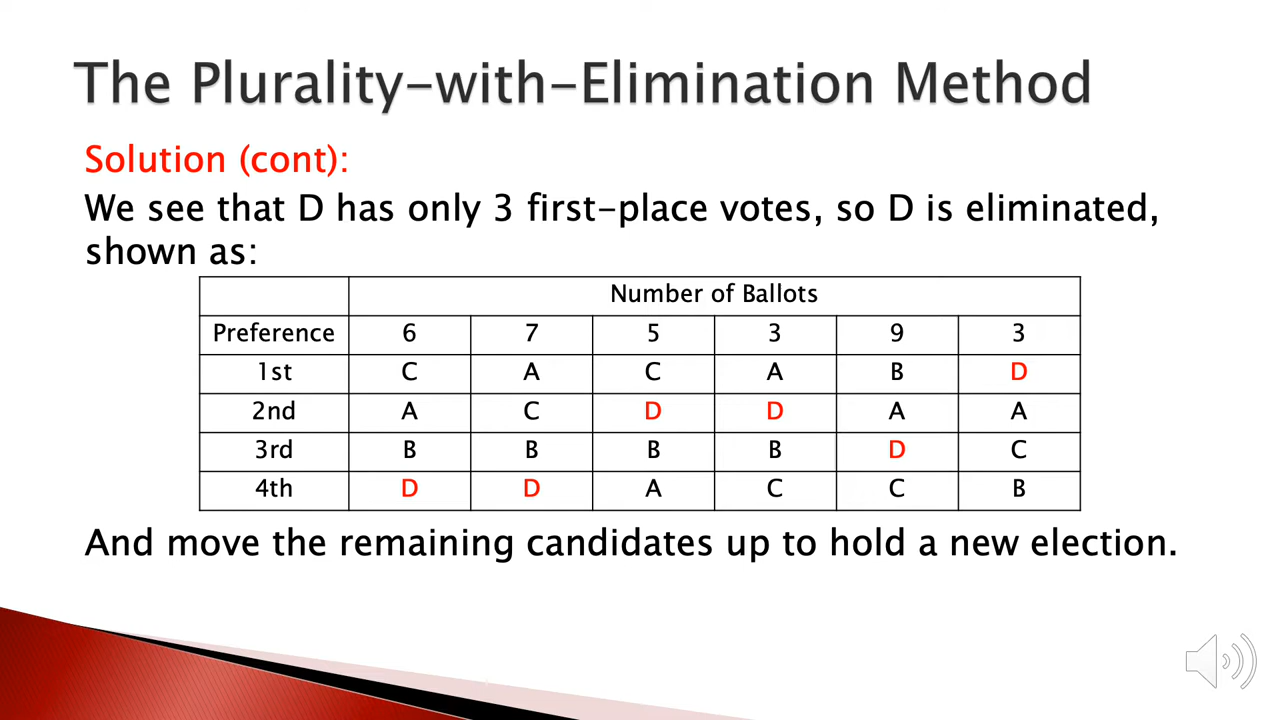 The Plurality-with-Elimination Method
Solution (cont):
We see that D has only 3 first-place votes, so D is eliminated,
shown as:
Number of Ballots
Preference 6 7 5 3 9 3
1st C A C A B D
2nd A C D D A A
3rd B B B B D C
4th D D A C C B
And move the remaining candidates up to hold a new election.